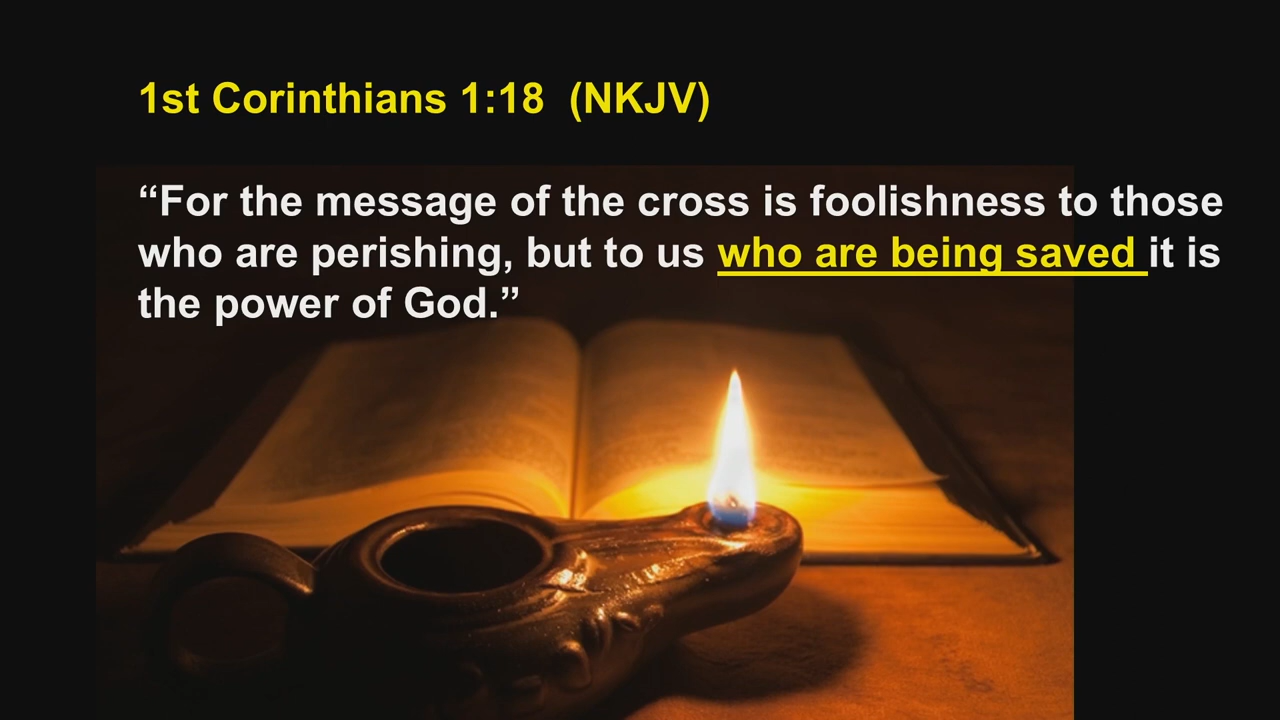 1st Corinthians 1:18  (NKJV)
“For the message of the cross is foolishness to those
who are perishing, but to us who are being saved it is
the power of God.”